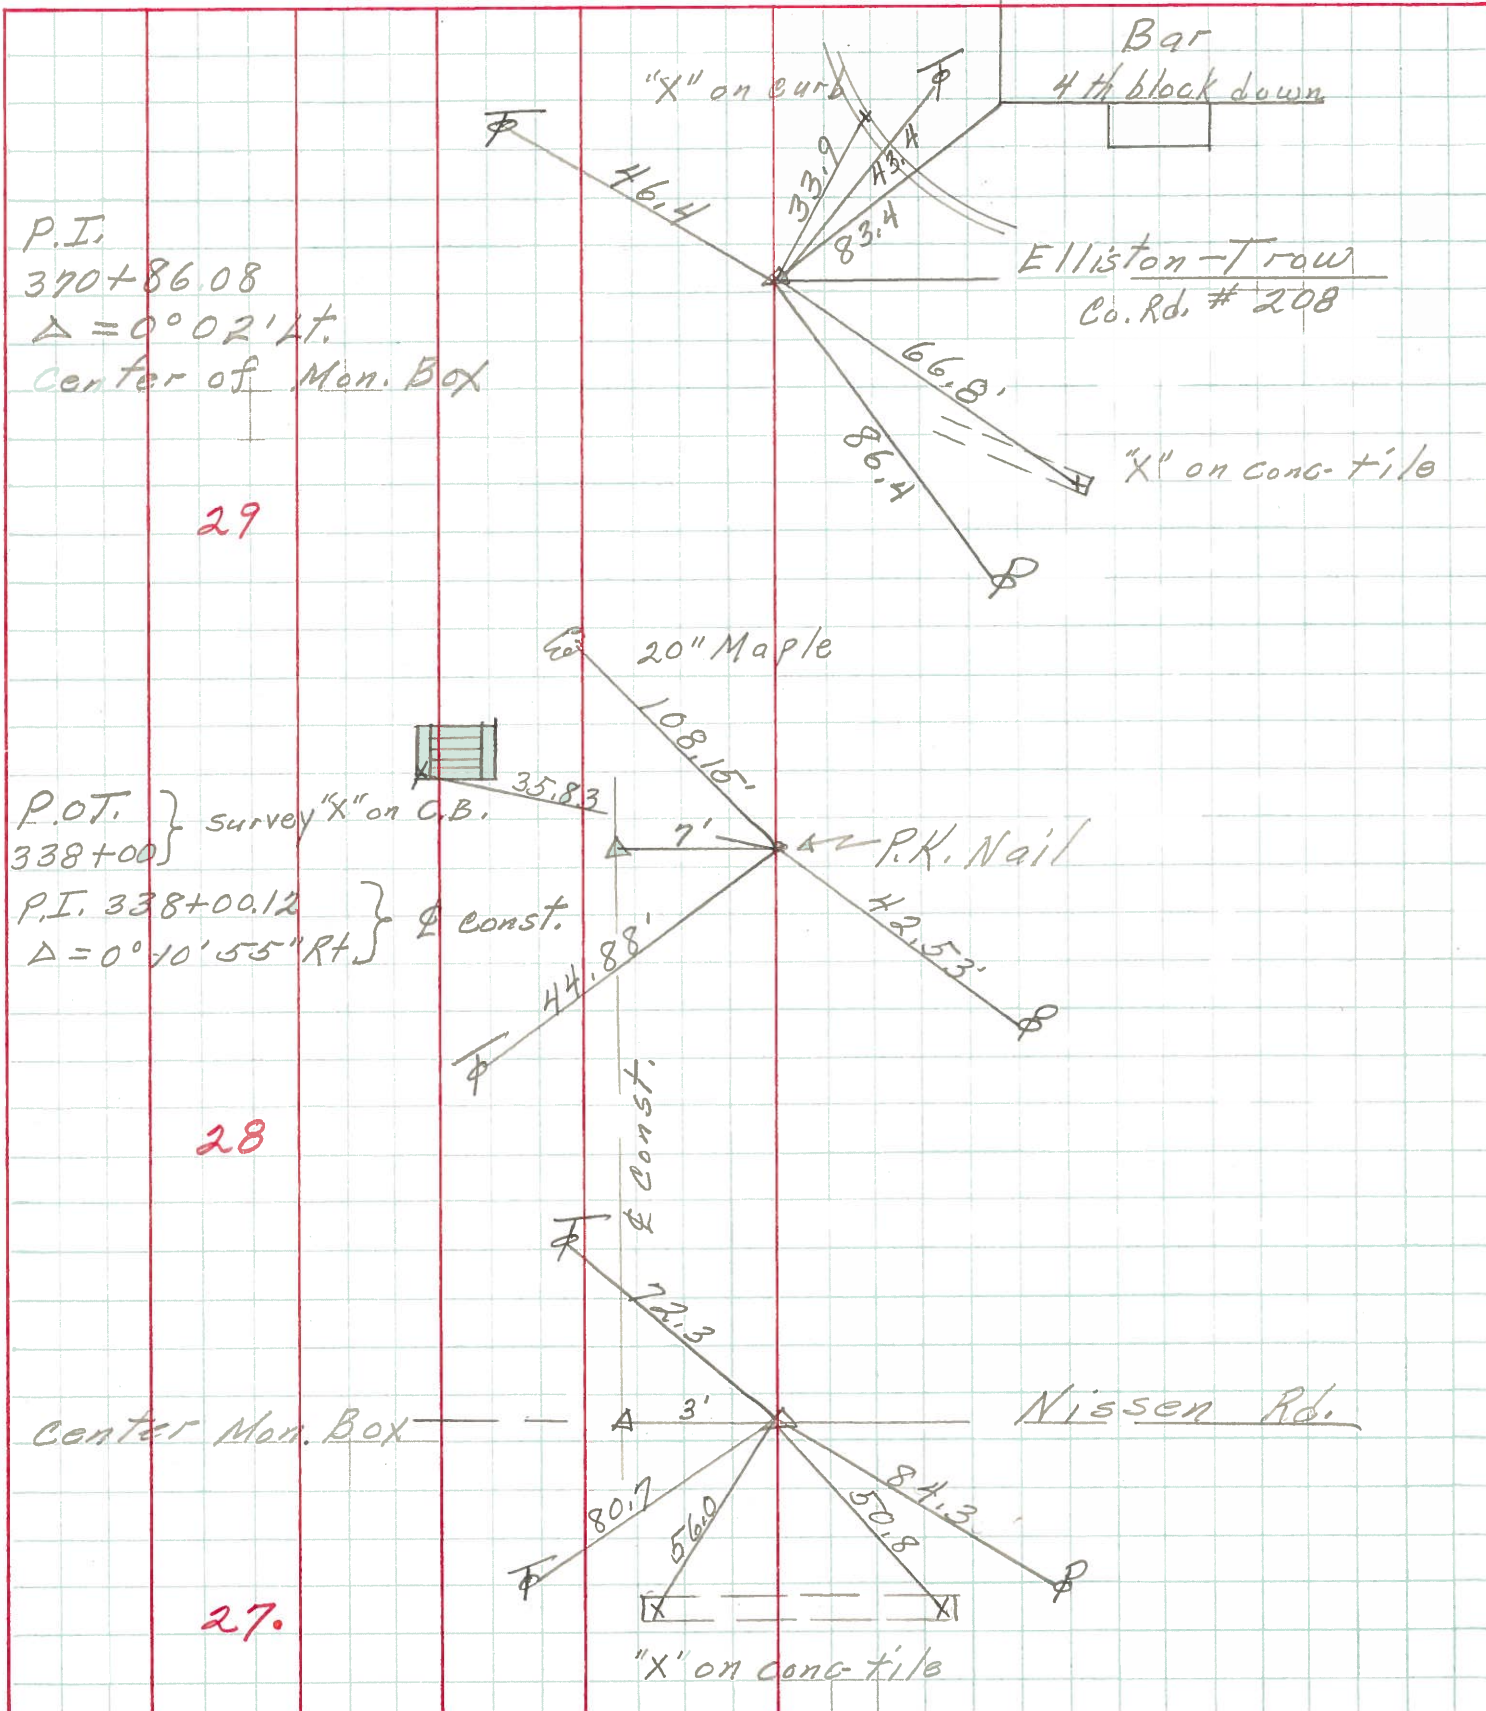 Bar
4th block down
"X" on curb
46.4
33.9
43.4
83.4
P.I.
370+86.08
Δ = 0° 02' Lt.
Center of Mon. Box
Elliston-Trow
Co. Rd. # 208
66.8'
86.4
"X" on conc. tile
29
20" Maple
108.15'
35.83
P.O.T.
338+00 } survey "X" on C.B.
7'
P.K. Nail
P.I. 338+00.12
Δ = 0° 10' 55" Rt. } ℄ const.
44.88'
42.53'
℄ Const.
28
72.3
Center Mon. Box
3'
Nissen Rd.
80.7
56.0
50.8
84.3
X
X
27.
"X" on conc. tile